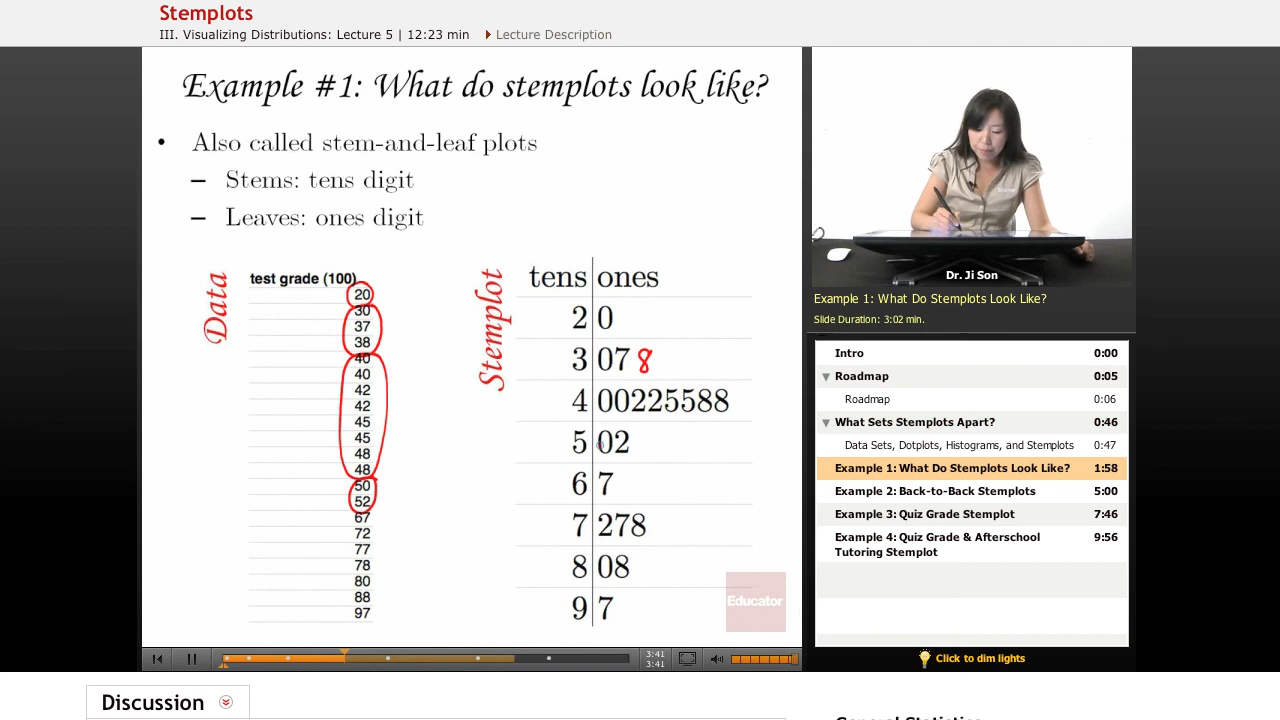 Stemplots
III. Visualizing Distributions: Lecture 5 | 12:23 min Lecture Description
Example #1: What do stemplots look like?
• Also called stem-and-leaf plots
– Stems: tens digit
– Leaves: ones digit
Data
test grade (100)
20
30
37
38
40
40
42
42
45
45
48
48
50
52
67
72
77
78
80
88
97
Stemplot
tens ones
2 0
3 07 8
4 00225588
5 02
6 7
7 278
8 08
9 7
Educator
3:41
3:41
Dr. Ji Son
Example 1: What Do Stemplots Look Like?
Slide Duration: 3:02 min.
Intro 0:00
Roadmap 0:05
Roadmap 0:06
What Sets Stemplots Apart? 0:46
Data Sets, Dotplots, Histograms, and Stemplots 0:47
Example 1: What Do Stemplots Look Like? 1:58
Example 2: Back-to-Back Stemplots 5:00
Example 3: Quiz Grade Stemplot 7:46
Example 4: Quiz Grade & Afterschool 9:56
Tutoring Stemplot
Click to dim lights
Discussion
General Statistics